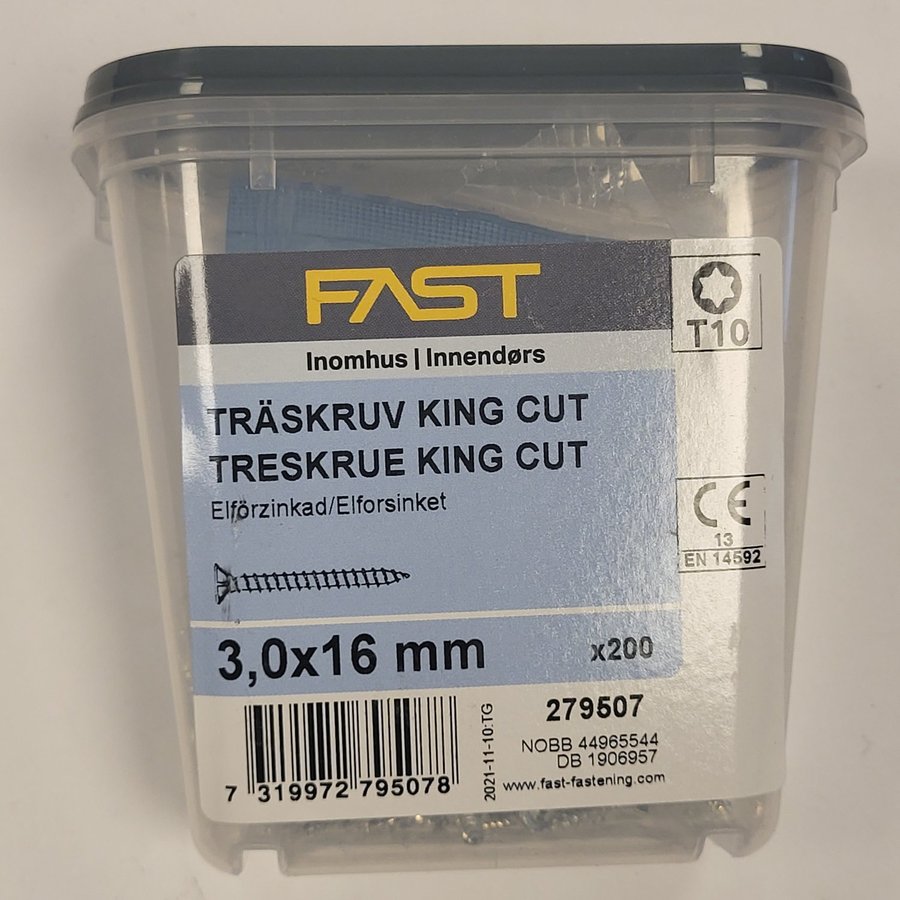 FAST
T10
Inomhus | Innendørs
TRÄSKRUV KING CUT
TRESKRUE KING CUT
Elförzinkad/Elforsinket
CE
13
EN 14592
3,0x16 mm
x200
7 319972 795078
2021-11-10:TG
279507
NOBB 44965544
DB 1906957
www.fast-fastening.com